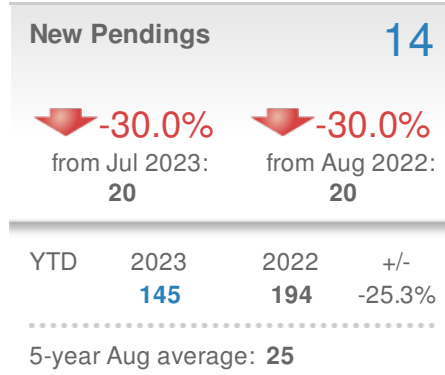 New Pendings 14
-30.0% -30.0%
from Jul 2023: from Aug 2022:
20 20
YTD 2023 2022 +/-
145 194 -25.3%
5-year Aug average: 25